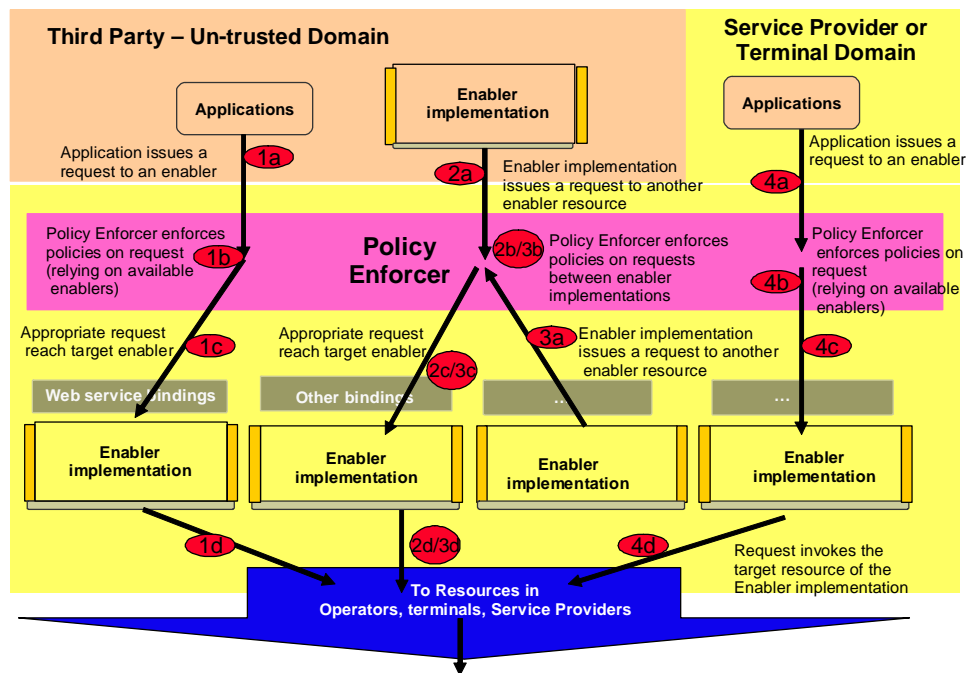 Third Party – Un-trusted Domain
Service Provider or
Terminal Domain
Applications
Enabler
implementation
Applications
Application issues a
request to an enabler
1a
2a
Enabler implementation
issues a request to another
enabler resource
4a
Application issues a
request to an enabler
Policy Enforcer enforces
policies on request
(relying on available
enablers)
1b
Policy
Enforcer
2b/3b
Policy Enforcer enforces
policies on requests
between enabler
implementations
4b
Policy Enforcer
enforces policies on
request
(relying on available
enablers)
Appropriate request
reach target enabler
1c
Appropriate request
reach target enabler
2c/3c
3a
Enabler implementation
issues a request to another
enabler resource
4c
Web service bindings
Other bindings
…
…
Enabler
implementation
Enabler
implementation
Enabler
implementation
Enabler
implementation
1d
2d/3d
4d
Request invokes the
target resource of the
Enabler implementation
To Resources in
Operators, terminals, Service Providers